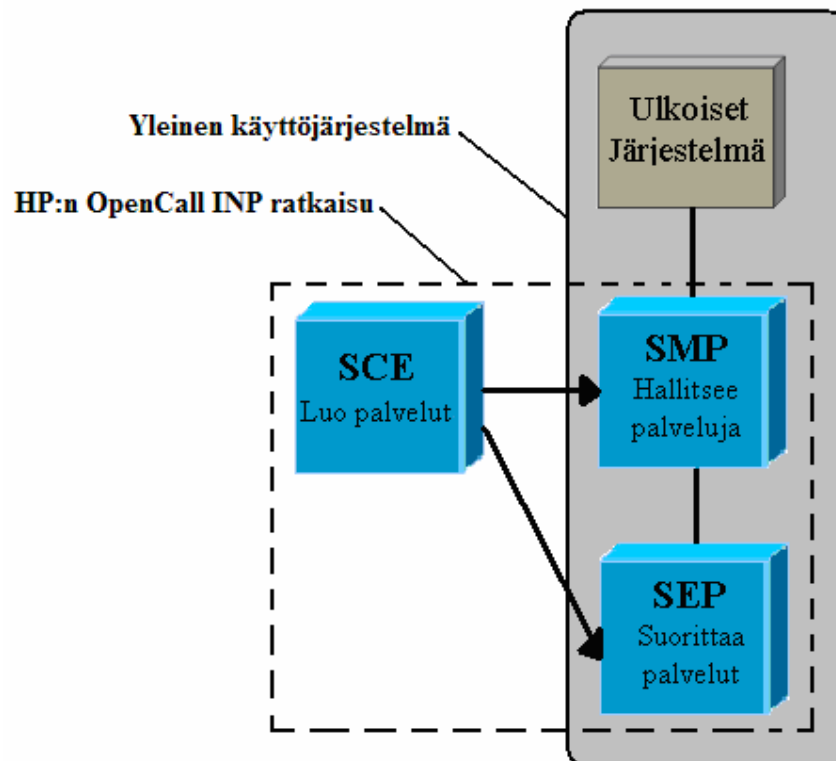 Ulkoiset
Järjestelmä
Yleinen käyttöjärjestelmä
HP:n OpenCall INP ratkaisu
SCE
Luo palvelut
SMP
Hallitsee
palveluja
SEP
Suorittaa
palvelut